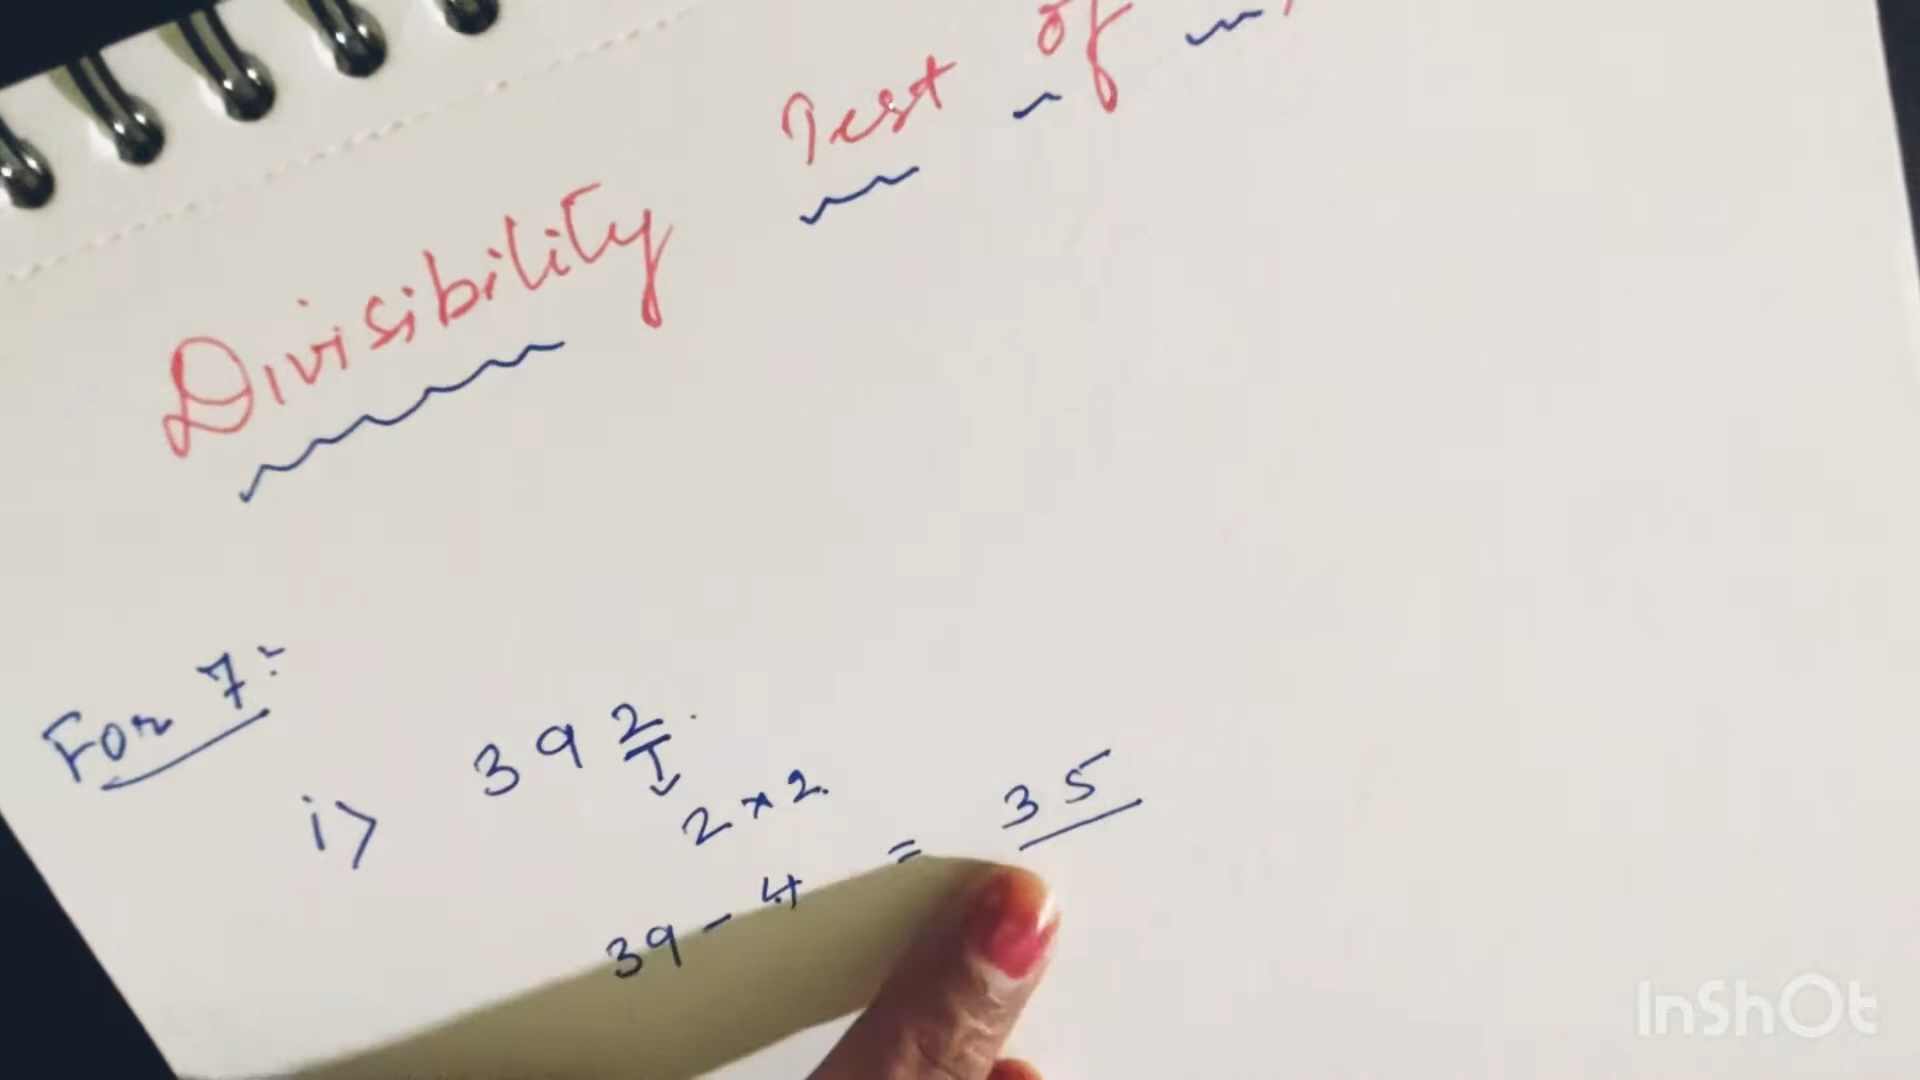 Divisibility Test of
For 7:-
i> 392
2×2
39-4 = 35
InShOt